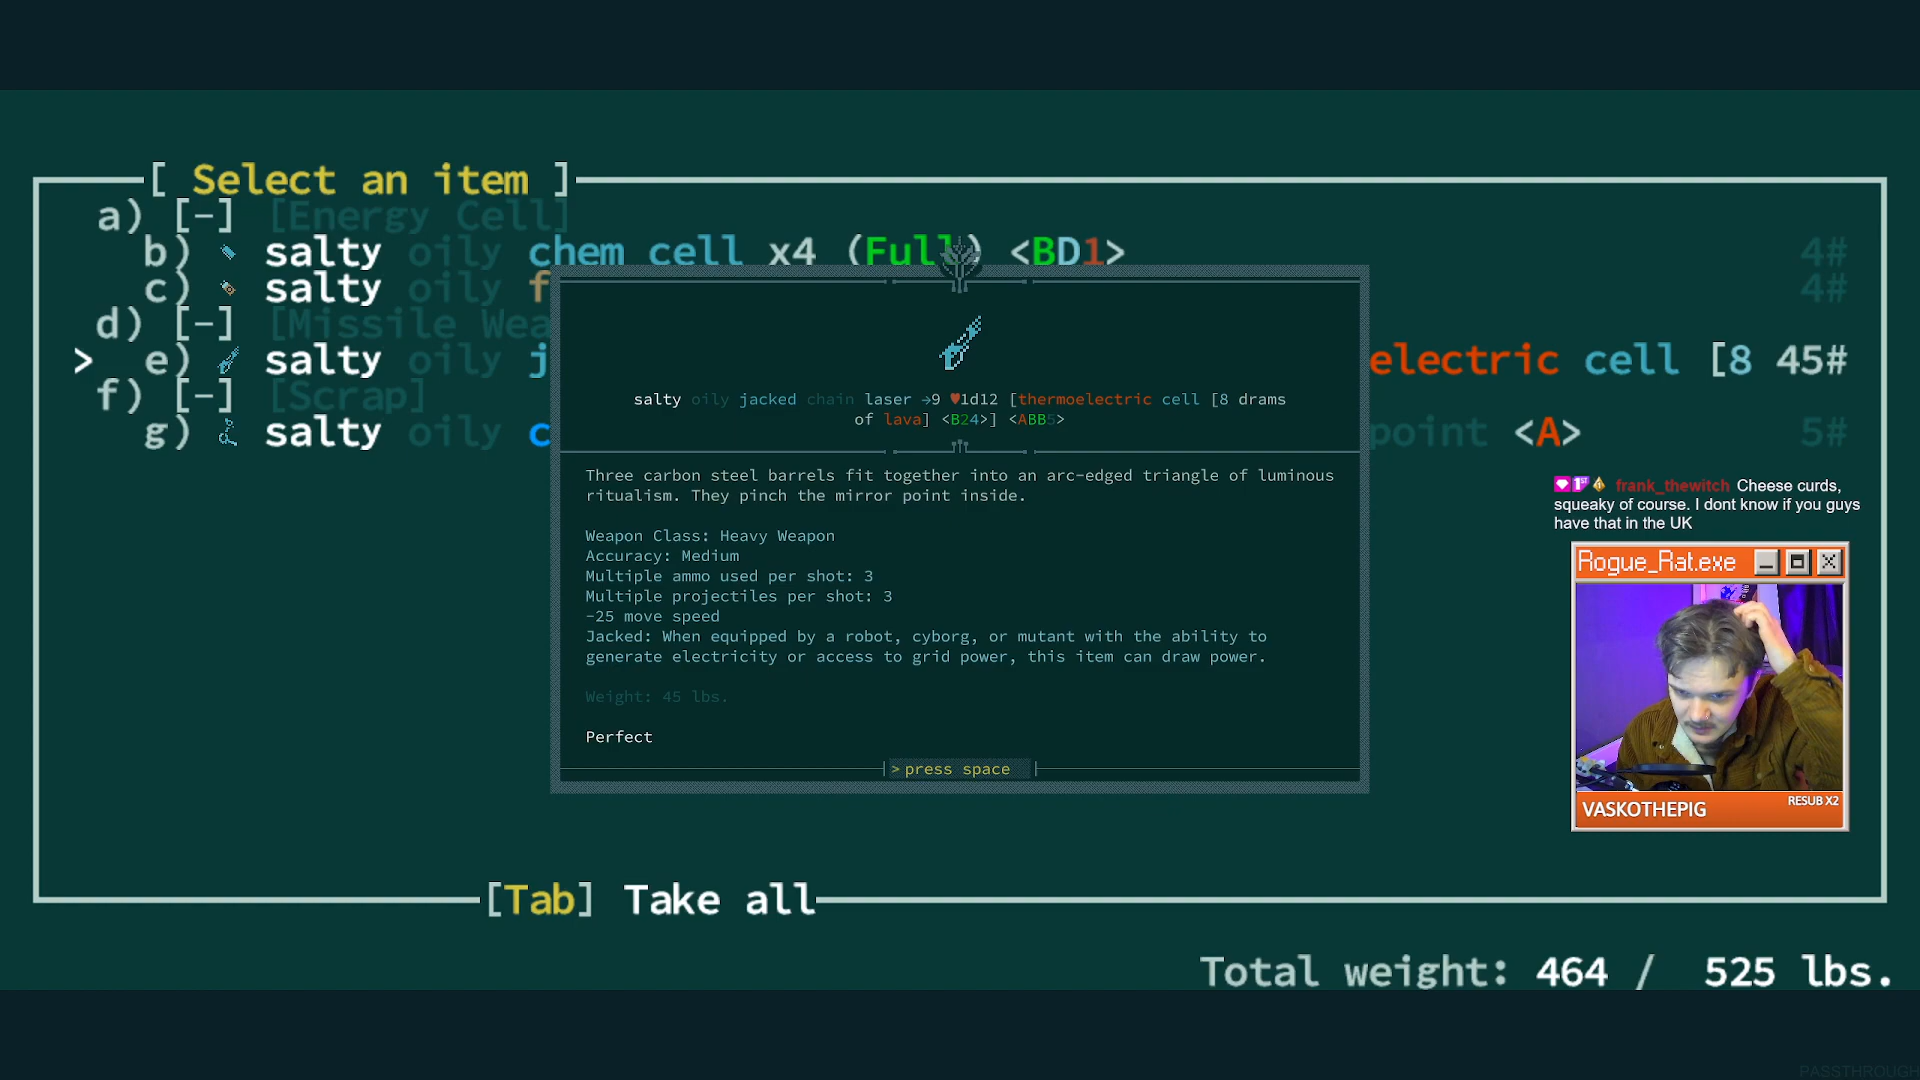 [ Select an item ]
a) [-] [Energy Cell]
b) salty oily chem cell x4 (Full) <BD1> 4#
c) salty oily f 4#
d) [-] [Missile Wea
> e) salty oily j electric cell [8 45#
f) [-] [Scrap]
g) salty oily c point <A> 5#
salty oily jacked chain laser →9 ♥1d12 [thermoelectric cell [8 drams
of lava] <B24>] <ABB5>
Three carbon steel barrels fit together into an arc-edged triangle of luminous
ritualism. They pinch the mirror point inside.
Weapon Class: Heavy Weapon
Accuracy: Medium
Multiple ammo used per shot: 3
Multiple projectiles per shot: 3
-25 move speed
Jacked: When equipped by a robot, cyborg, or mutant with the ability to
generate electricity or access to grid power, this item can draw power.
Weight: 45 lbs.
Perfect
> press space
frank_thewitch Cheese curds,
squeaky of course. I dont know if you guys
have that in the UK
Rogue_Rat.exe
VASKOTHEPIG RESUB X2
[Tab] Take all
Total weight: 464 / 525 lbs.
PASSTHROUGH